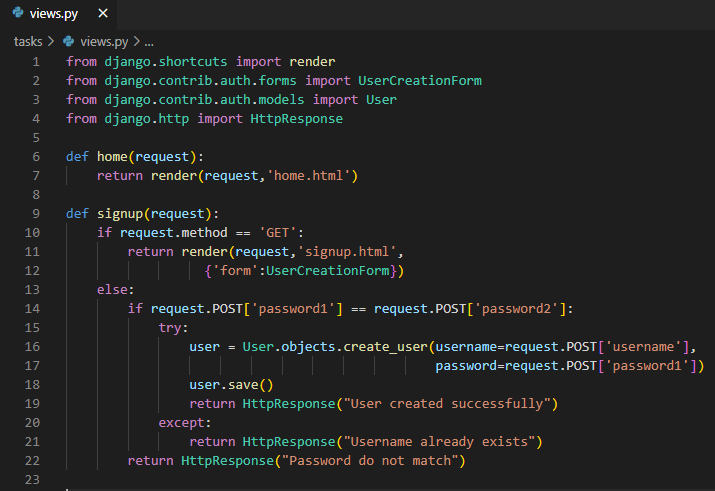 views.py ×
tasks > views.py > ...
1 from django.shortcuts import render
2 from django.contrib.auth.forms import UserCreationForm
3 from django.contrib.auth.models import User
4 from django.http import HttpResponse
5
6 def home(request):
7     return render(request,'home.html')
8
9 def signup(request):
10     if request.method == 'GET':
11         return render(request,'signup.html',
12                   {'form':UserCreationForm})
13     else:
14         if request.POST['password1'] == request.POST['password2']:
15             try:
16                 user = User.objects.create_user(username=request.POST['username'],
17                                                 password=request.POST['password1'])
18                 user.save()
19                 return HttpResponse("User created successfully")
20             except:
21                 return HttpResponse("Username already exists")
22         return HttpResponse("Password do not match")
23